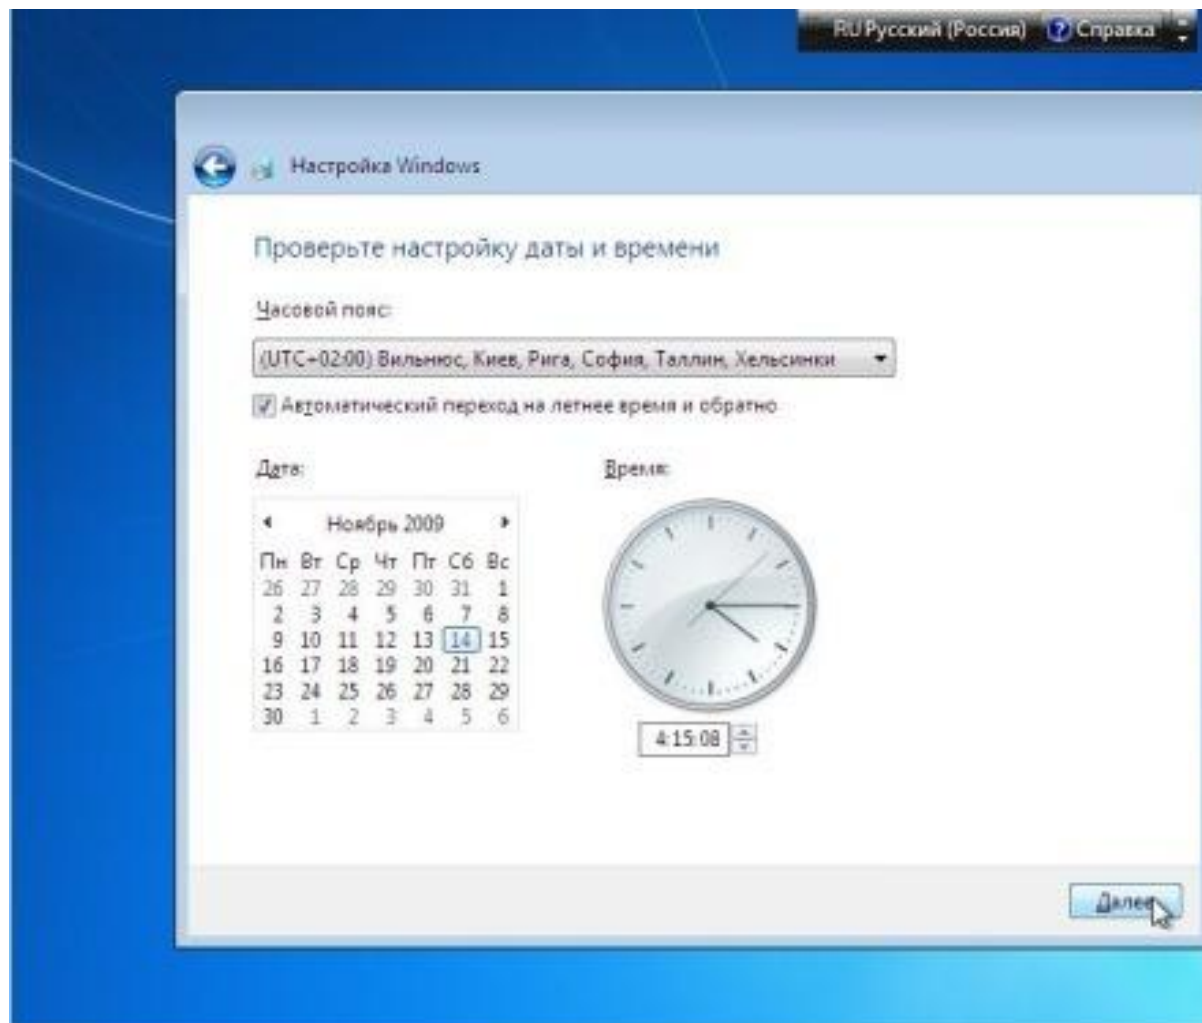 RU Русский (Россия) Справка
Настройка Windows
Проверьте настройку даты и времени
Часовой пояс:
(UTC+02:00) Вильнюс, Киев, Рига, София, Таллин, Хельсинки
Автоматический переход на летнее время и обратно
Дата: Время:
Ноябрь 2009
Пн Вт Ср Чт Пт Сб Вс
26 27 28 29 30 31 1
2 3 4 5 6 7 8
9 10 11 12 13 14 15
16 17 18 19 20 21 22
23 24 25 26 27 28 29
30 1 2 3 4 5 6
4:15:08
Далее